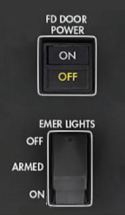 FD DOOR
POWER
ON
OFF
EMER LIGHTS
OFF
ARMED
ON